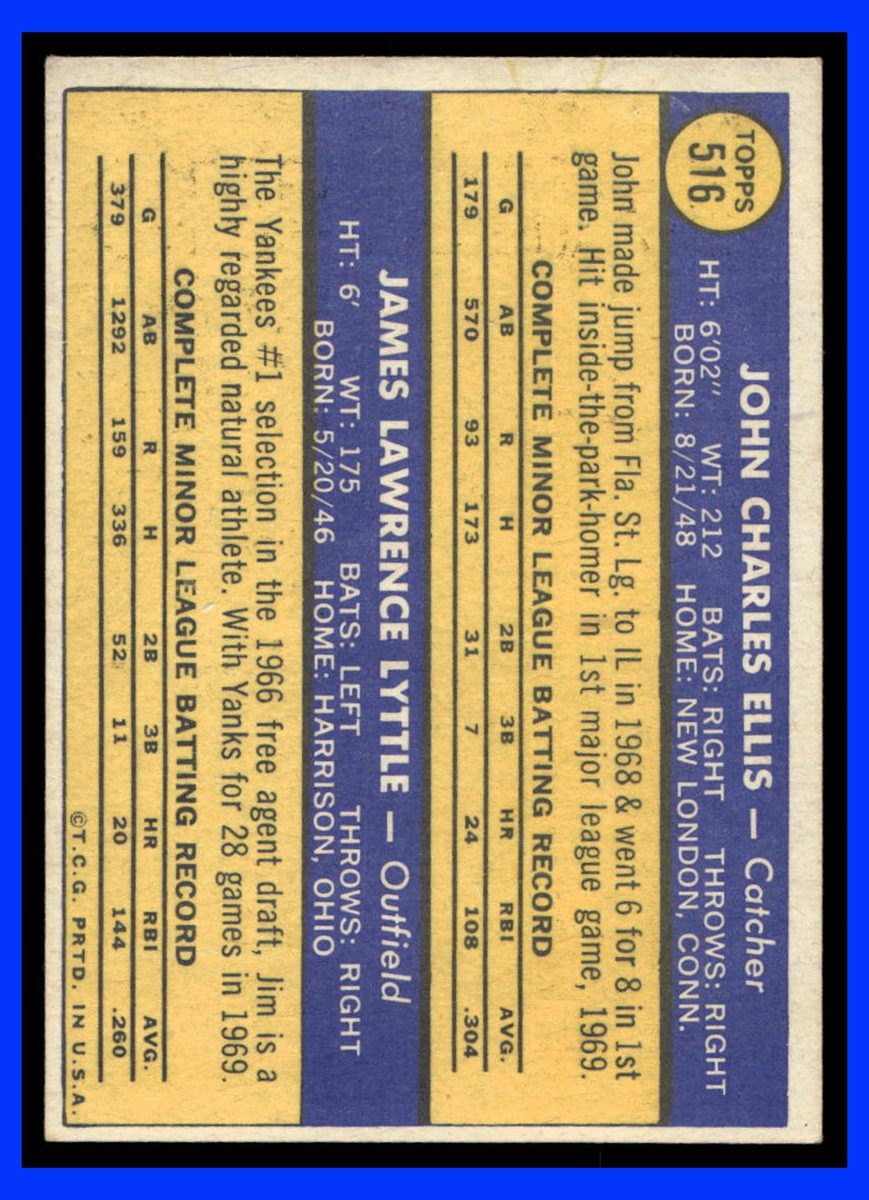 TOPPS
516
JOHN CHARLES ELLIS — Catcher
HT: 6'02" WT: 212 BATS: RIGHT THROWS: RIGHT
BORN: 8/21/48 HOME: NEW LONDON, CONN.
John made jump from Fla. St. Lg. to IL in 1968 & went 6 for 8 in 1st
game. Hit inside-the-park-homer in 1st major league game, 1969.
COMPLETE MINOR LEAGUE BATTING RECORD
G AB R H 2B 3B HR RBI AVG.
179 570 93 173 31 7 24 108 .304
JAMES LAWRENCE LYTTLE — Outfield
HT: 6' WT: 175 BATS: LEFT THROWS: RIGHT
BORN: 5/20/46 HOME: HARRISON, OHIO
The Yankees' #1 selection in the 1966 free agent draft, Jim is a
highly regarded natural athlete. With Yanks for 28 games in 1969.
COMPLETE MINOR LEAGUE BATTING RECORD
G AB R H 2B 3B HR RBI AVG.
379 1292 159 336 52 11 20 144 .260
©T.C.G. PRTD. IN U.S.A.